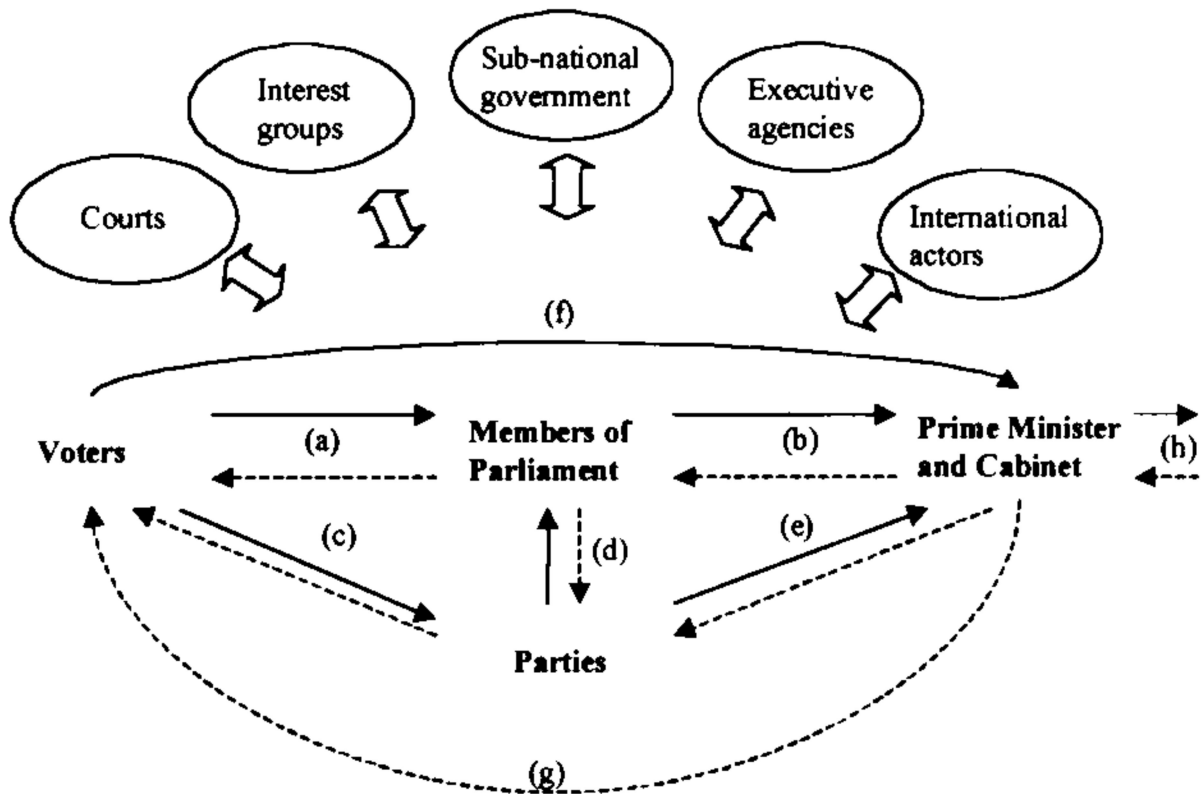 Sub-national
government
Interest
groups
Executive
agencies
Courts
International
actors
(f)
Voters
(a)
Members of
Parliament
(b)
Prime Minister
and Cabinet
(h)
(c)
(d)
(e)
Parties
(g)